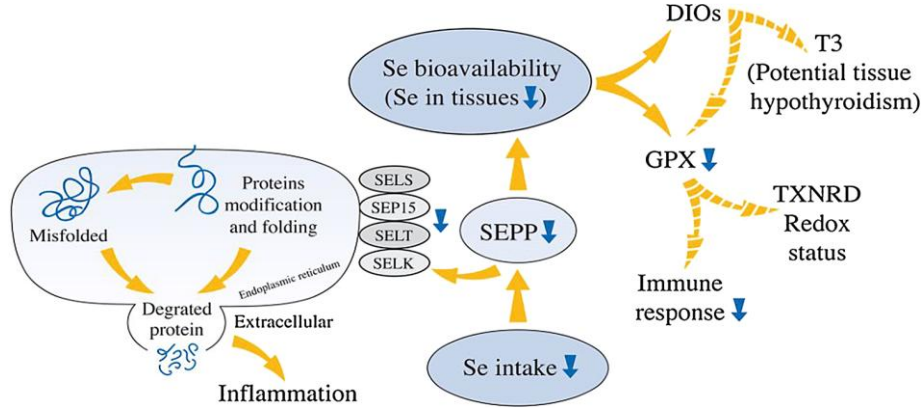 DIOs
T3
(Potential tissue
hypothyroidism)
Se bioavailability
(Se in tissues )
GPX
TXNRD
Redox
status
Immune
response
SELS
SEP15
SELT
SELK
SEPP
Se intake
Proteins
modification
and folding
Misfolded
Endoplasmic reticulum
Degrated
protein
Extracellular
Inflammation